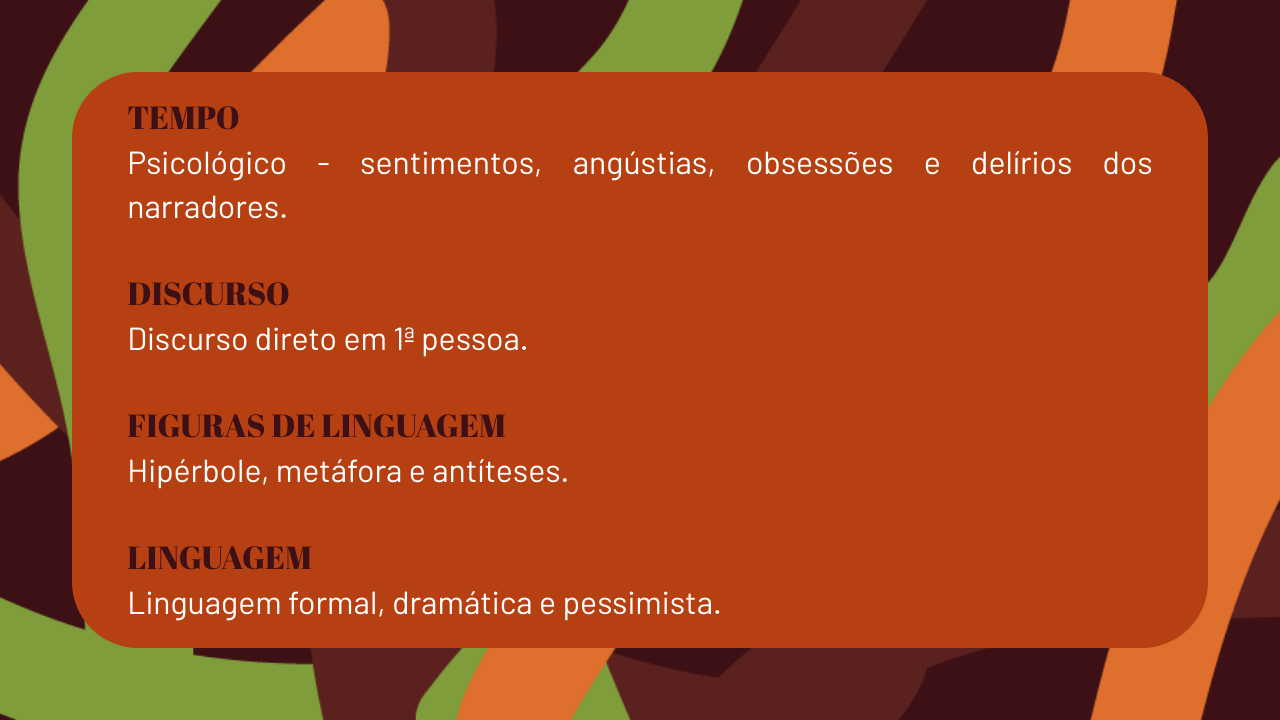 TEMPO
Psicológico - sentimentos, angústias, obsessões e delírios dos
narradores.
DISCURSO
Discurso direto em 1ª pessoa.
FIGURAS DE LINGUAGEM
Hipérbole, metáfora e antíteses.
LINGUAGEM
Linguagem formal, dramática e pessimista.